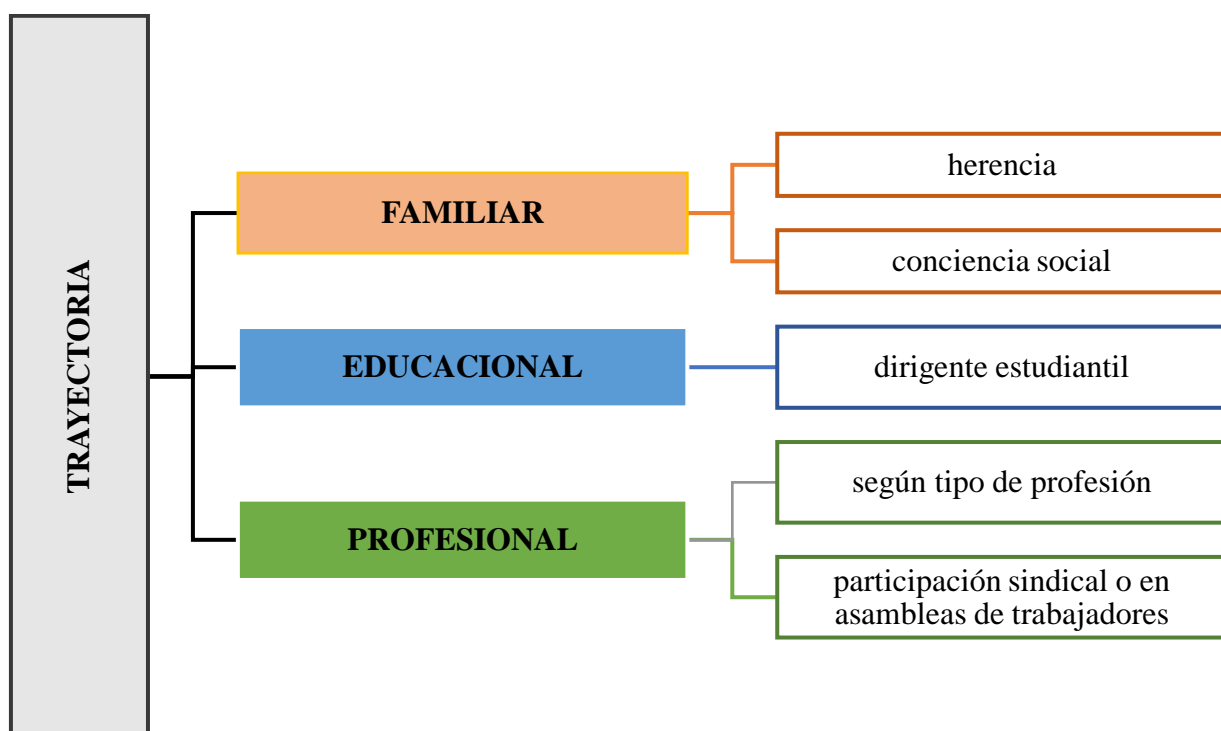 TRAYECTORIA
FAMILIAR
herencia
conciencia social
EDUCACIONAL
dirigente estudiantil
PROFESIONAL
según tipo de profesión
participación sindical o en
asambleas de trabajadores